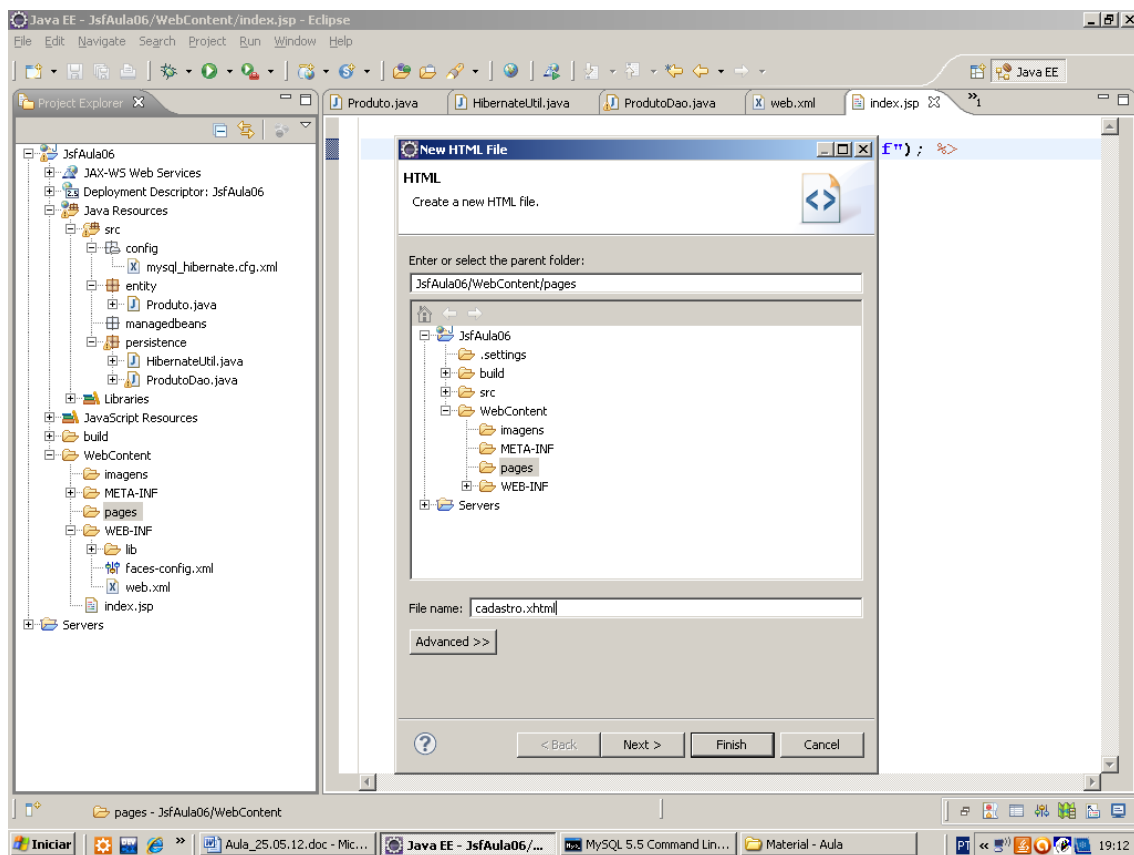 Java EE - JsfAula06/WebContent/index.jsp - Eclipse
File Edit Navigate Search Project Run Window Help
Java EE
Project Explorer
Produto.java HibernateUtil.java ProdutoDao.java web.xml index.jsp »1
JsfAula06
JAX-WS Web Services
Deployment Descriptor: JsfAula06
Java Resources
src
config
mysql_hibernate.cfg.xml
entity
Produto.java
managedbeans
persistence
HibernateUtil.java
ProdutoDao.java
Libraries
JavaScript Resources
build
WebContent
imagens
META-INF
pages
WEB-INF
lib
faces-config.xml
web.xml
index.jsp
Servers
f"); %>
New HTML File
HTML
Create a new HTML file.
Enter or select the parent folder:
JsfAula06/WebContent/pages
JsfAula06
.settings
build
src
WebContent
imagens
META-INF
pages
WEB-INF
Servers
File name: cadastro.xhtml
Advanced >>
< Back Next > Finish Cancel
pages - JsfAula06/WebContent
Iniciar » Aula_25.05.12.doc - Mic... Java EE - JsfAula06/... MySQL 5.5 Command Lin... Material - Aula PT « 19:12